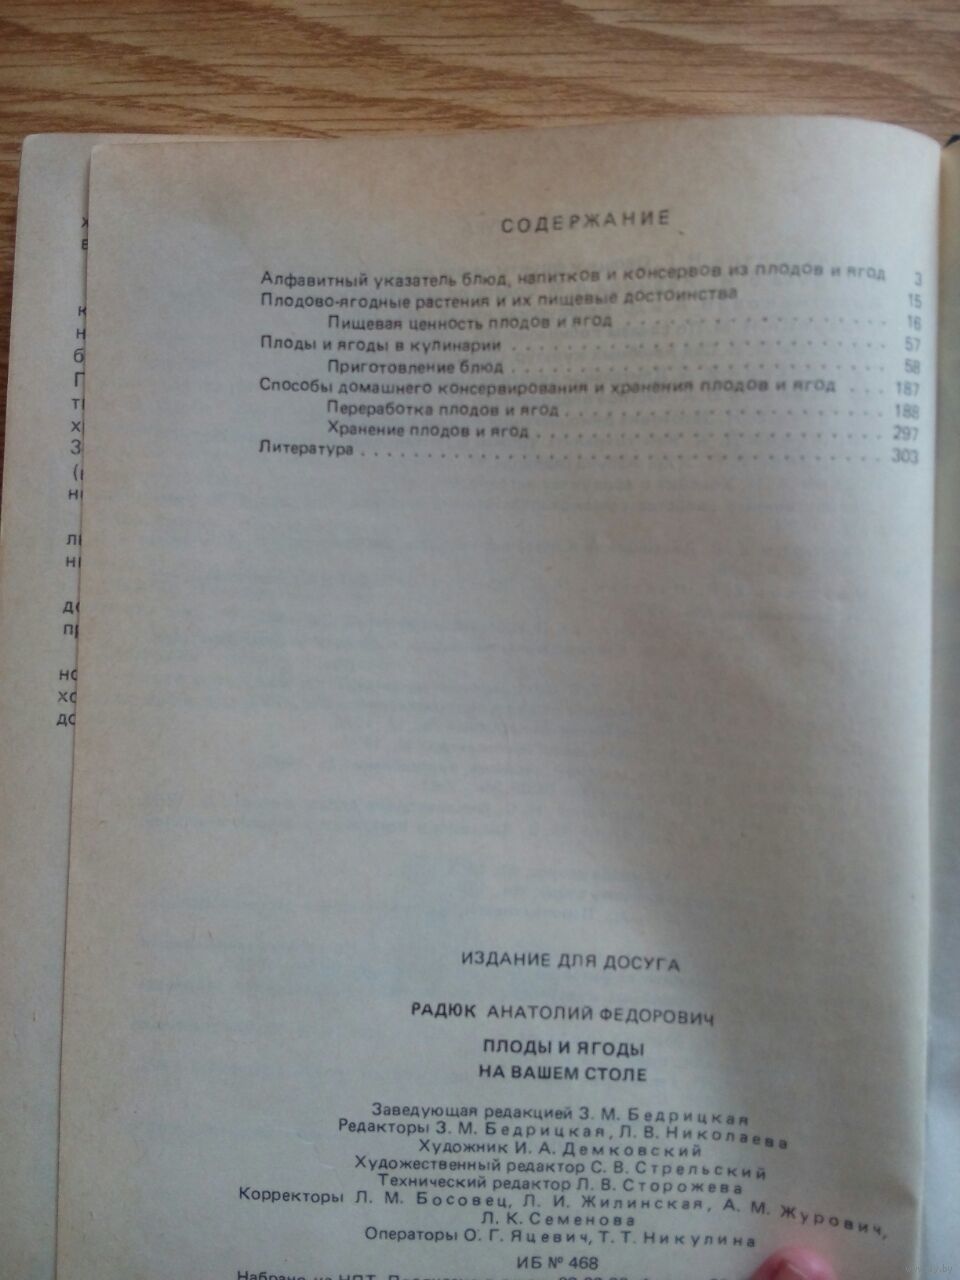 СОДЕРЖАНИЕ
Алфавитный указатель блюд, напитков и консервов из плодов и ягод 3
Плодово-ягодные растения и их пищевые достоинства 15
Пищевая ценность плодов и ягод . . . . . . . . . . . . . . . . 16
Плоды и ягоды в кулинарии . . . . . . . . . . . . . . . . . . . 57
Приготовление блюд . . . . . . . . . . . . . . . . . . . . . 58
Способы домашнего консервирования и хранения плодов и ягод . . . 187
Переработка плодов и ягод . . . . . . . . . . . . . . . . . . 188
Хранение плодов и ягод . . . . . . . . . . . . . . . . . . . 297
Литература . . . . . . . . . . . . . . . . . . . . . . . . . . 303
ИЗДАНИЕ ДЛЯ ДОСУГА
РАДЮК АНАТОЛИЙ ФЕДОРОВИЧ
ПЛОДЫ И ЯГОДЫ
НА ВАШЕМ СТОЛЕ
Заведующая редакцией З. М. Бедрицкая
Редакторы З. М. Бедрицкая, Л. В. Николаева
Художник И. А. Демковский
Художественный редактор С. В. Стрельский
Технический редактор Л. В. Сторожева
Корректоры Л. М. Босовец, Л. И. Жилинская, А. М. Журович,
Л. К. Семенова
Операторы О. Г. Яцевич, Т. Т. Никулина
ИБ № 468
Набрано на НПТ.